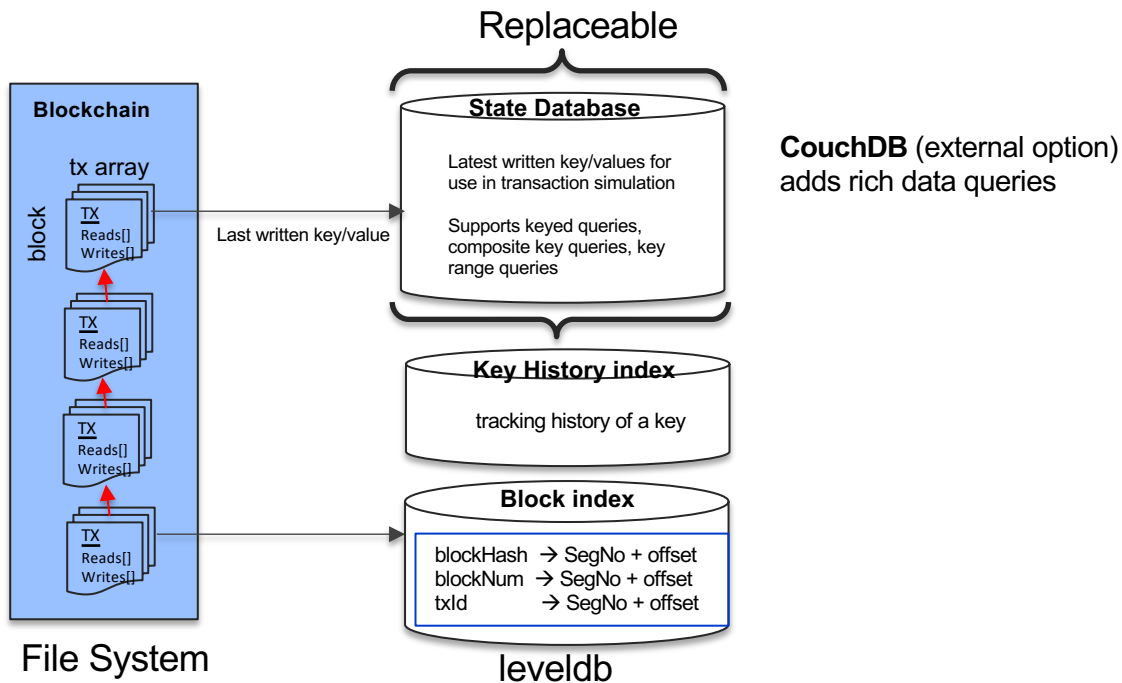 Replaceable
Blockchain
tx array
block
TX
Reads[]
Writes[]
TX
Reads[]
Writes[]
TX
Reads[]
Writes[]
TX
Reads[]
Writes[]
File System
Last written key/value
State Database
Latest written key/values for
use in transaction simulation
Supports keyed queries,
composite key queries, key
range queries
Key History index
tracking history of a key
Block index
blockHash → SegNo + offset
blockNum → SegNo + offset
txId → SegNo + offset
leveldb
CouchDB (external option)
adds rich data queries